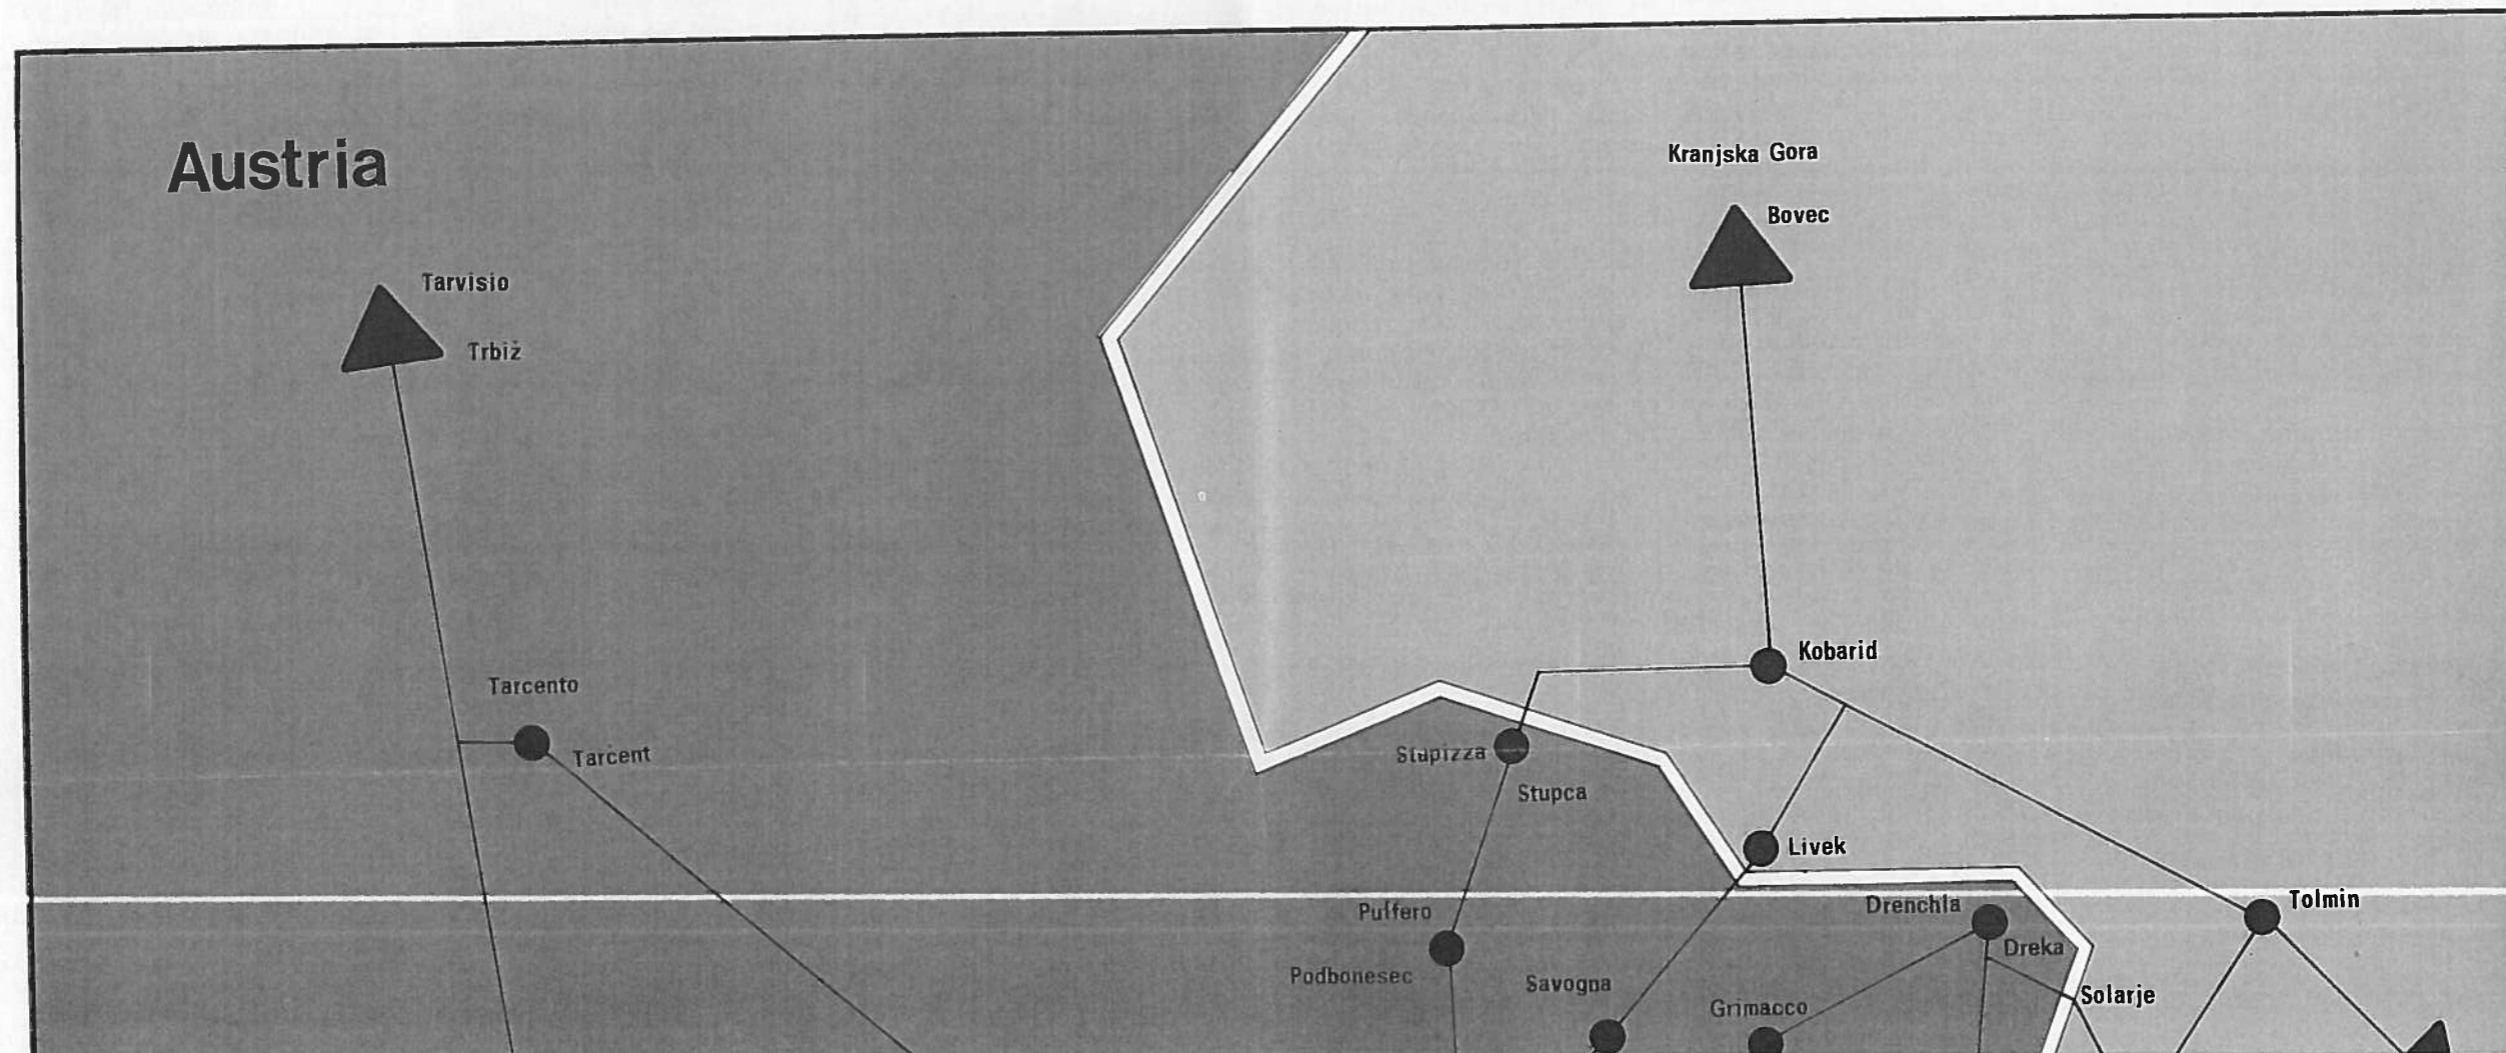 Austria
Kranjska Gora
Bovec
Tarvisio
Trbiž
Kobarid
Tarcento
Tarcent
Stapizza
Stupca
Livek
Tolmin
Drenchia
Pulfero
Dreka
Podbonesec
Savogna
Solarje
Grimacco